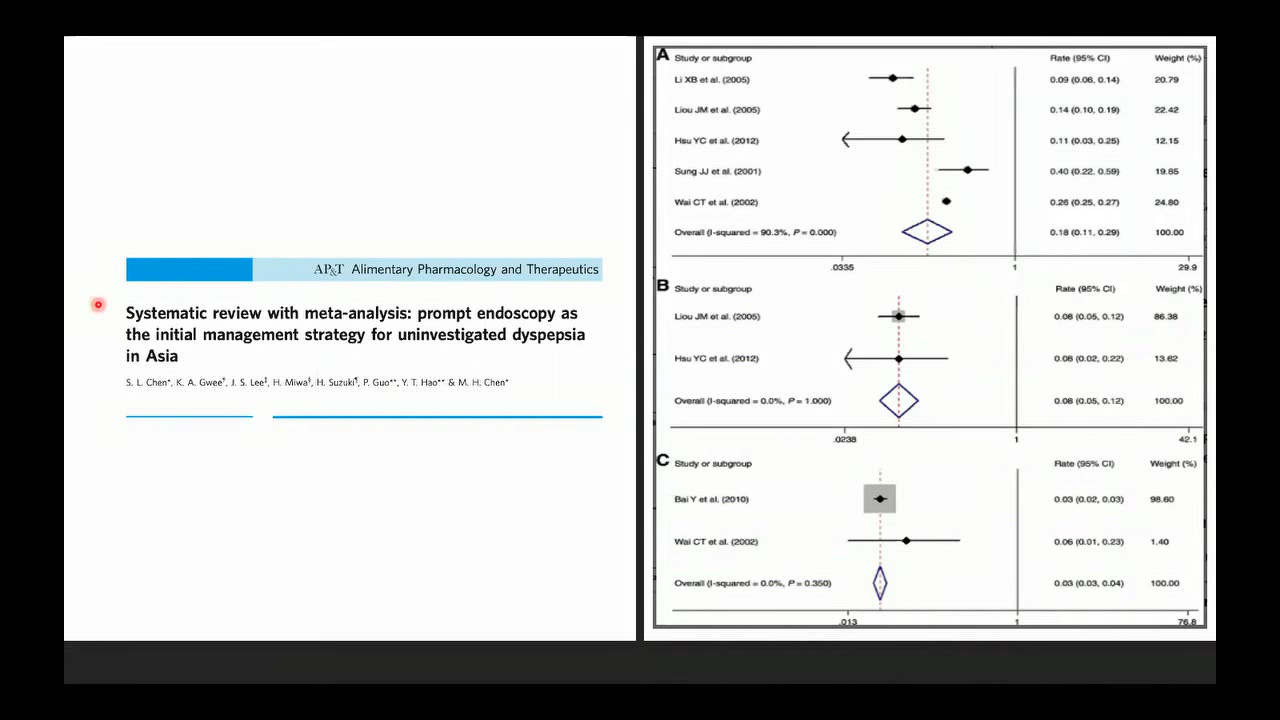 AP&T Alimentary Pharmacology and Therapeutics
Systematic review with meta-analysis: prompt endoscopy as
the initial management strategy for uninvestigated dyspepsia
in Asia
S. L. Chen*, K. A. Gwee†, J. S. Lee‡, H. Miwa§, H. Suzuki¶, P. Guo**, Y. T. Hao** & M. H. Chen*
A Study or subgroup Rate (95% CI) Weight (%)
Li XB et al. (2005) 0.09 (0.06, 0.14) 20.79
Liou JM et al. (2005) 0.14 (0.10, 0.19) 22.42
Hsu YC et al. (2012) 0.11 (0.03, 0.25) 12.15
Sung JJ et al. (2001) 0.40 (0.22, 0.59) 19.85
Wai CT et al. (2002) 0.26 (0.25, 0.27) 24.80
Overall (I-squared = 90.3%, P = 0.000) 0.18 (0.11, 0.29) 100.00
.0335 1 29.9
B Study or subgroup Rate (95% CI) Weight (%)
Liou JM et al. (2005) 0.08 (0.05, 0.12) 86.38
Hsu YC et al. (2012) 0.08 (0.02, 0.22) 13.62
Overall (I-squared = 0.0%, P = 1.000) 0.08 (0.05, 0.12) 100.00
.0238 1 42.1
C Study or subgroup Rate (95% CI) Weight (%)
Bai Y et al. (2010) 0.03 (0.02, 0.03) 98.60
Wai CT et al. (2002) 0.06 (0.01, 0.23) 1.40
Overall (I-squared = 0.0%, P = 0.350) 0.03 (0.03, 0.04) 100.00
.013 1 76.8